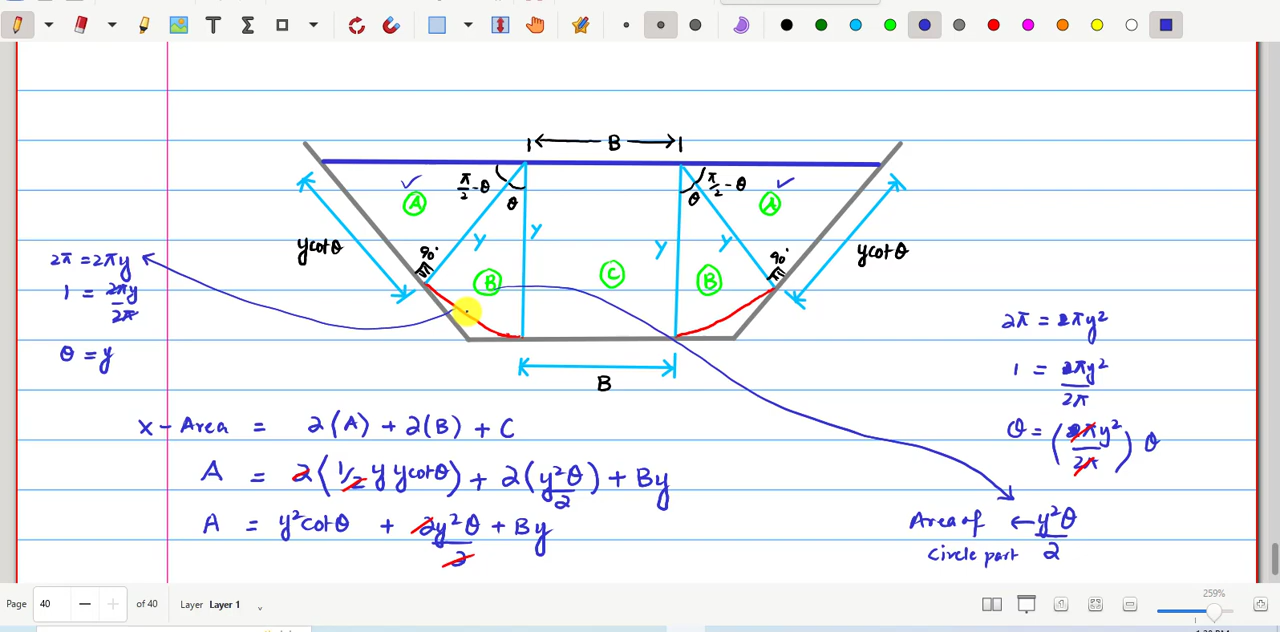 B
π/2 - θ
θ
θ
π/2 - θ
A
A
y
y
y
y
ycotθ
90°
90°
ycotθ
B
C
B
2π = 2πy
1 = 2πy/2π
θ = y
B
2π = 2πy²
1 = 2πy²/2π
θ = (2πy²/2π) θ
x - Area = 2(A) + 2(B) + C
A = 2(1/2 y ycotθ) + 2(y²θ/2) + By
A = y²cotθ + 2y²θ/2 + By
Area of ← y²θ/2
circle part
Page 40 of 40 Layer Layer 1
259%